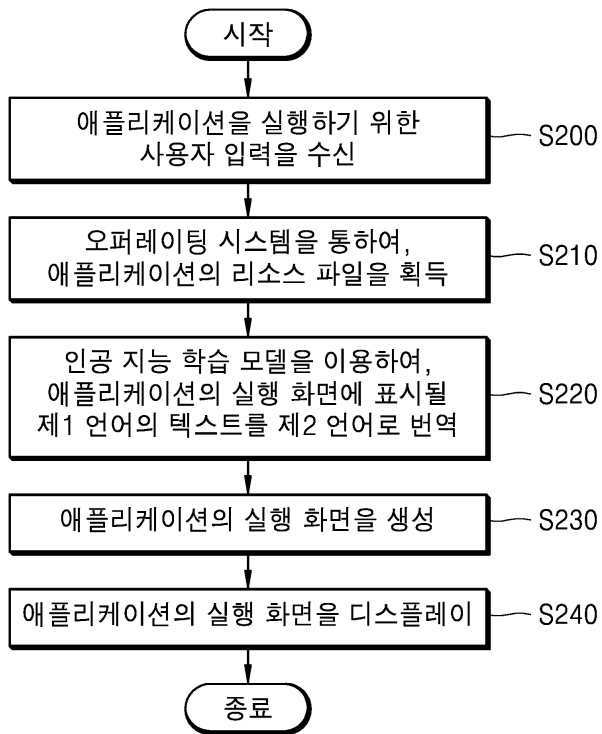 시작
애플리케이션을 실행하기 위한
사용자 입력을 수신
S200
오퍼레이팅 시스템을 통하여,
애플리케이션의 리소스 파일을 획득
S210
인공 지능 학습 모델을 이용하여,
애플리케이션의 실행 화면에 표시될
제1 언어의 텍스트를 제2 언어로 번역
S220
애플리케이션의 실행 화면을 생성
S230
애플리케이션의 실행 화면을 디스플레이
S240
종료